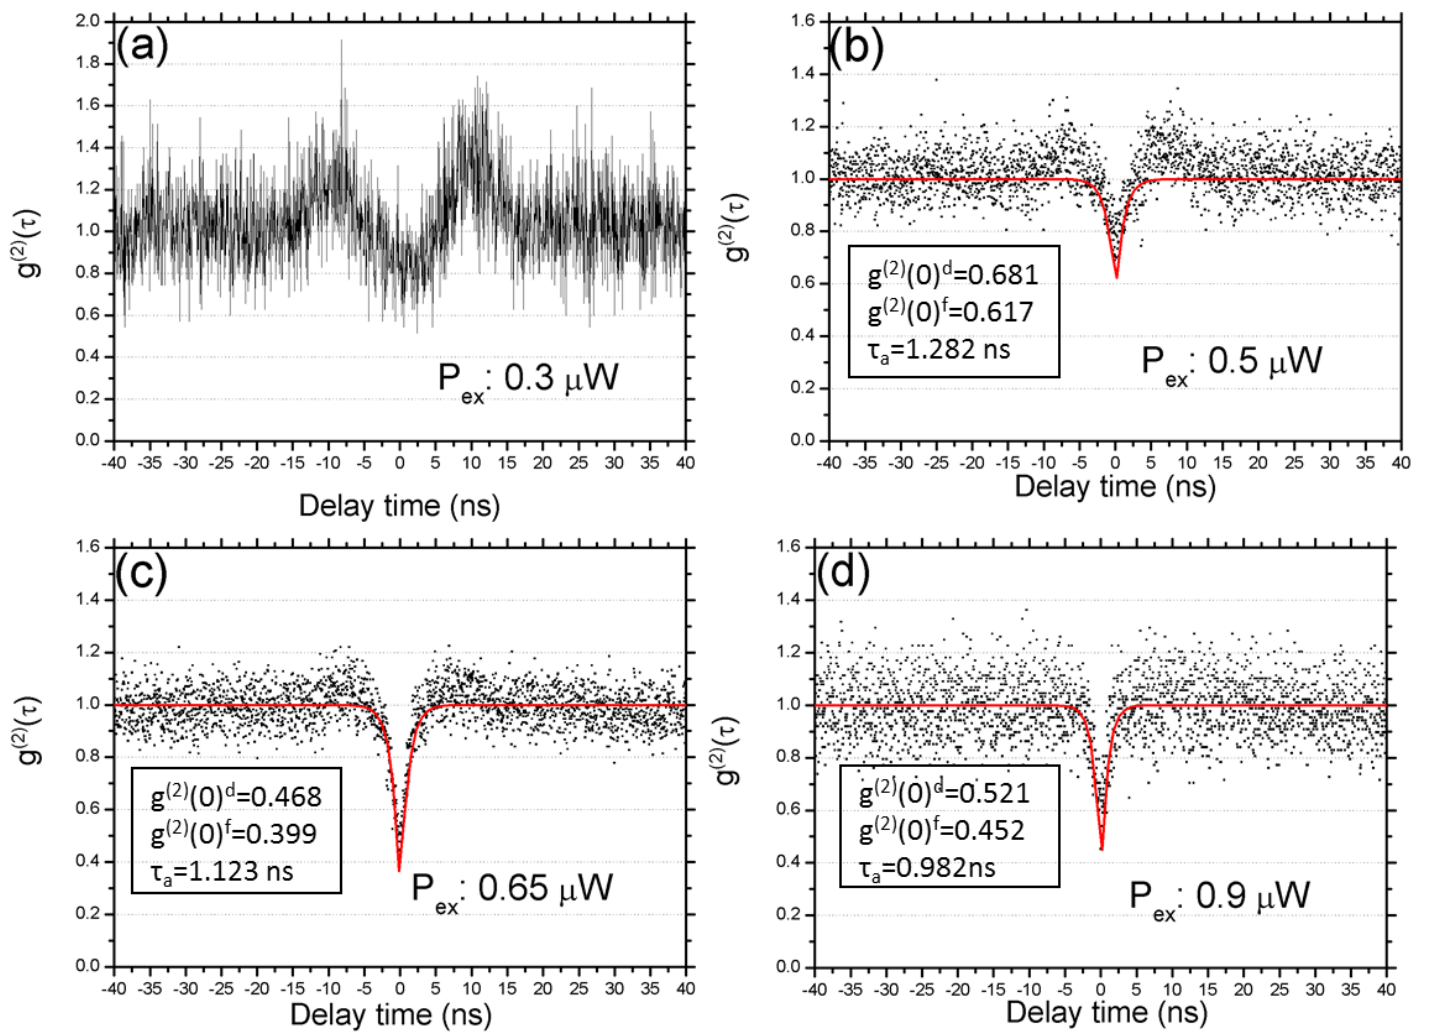 (a)
2.0
1.8
1.6
1.4
1.2
1.0
0.8
0.6
0.4
0.2
0.0
g(2)(τ)
Pex: 0.3 μW
-40 -35 -30 -25 -20 -15 -10 -5 0 5 10 15 20 25 30 35 40
Delay time (ns)
(b)
1.6
1.4
1.2
1.0
0.8
0.6
0.4
0.2
0.0
g(2)(τ)
g(2)(0)d=0.681
g(2)(0)f=0.617
τa=1.282 ns
Pex: 0.5 μW
-40 -35 -30 -25 -20 -15 -10 -5 0 5 10 15 20 25 30 35 40
Delay time (ns)
(c)
1.6
1.4
1.2
1.0
0.8
0.6
0.4
0.2
0.0
g(2)(τ)
g(2)(0)d=0.468
g(2)(0)f=0.399
τa=1.123 ns
Pex: 0.65 μW
-40 -35 -30 -25 -20 -15 -10 -5 0 5 10 15 20 25 30 35 40
Delay time (ns)
(d)
1.6
1.4
1.2
1.0
0.8
0.6
0.4
0.2
0.0
g(2)(τ)
g(2)(0)d=0.521
g(2)(0)f=0.452
τa=0.982ns
Pex: 0.9 μW
-40 -35 -30 -25 -20 -15 -10 -5 0 5 10 15 20 25 30 35 40
Delay time (ns)